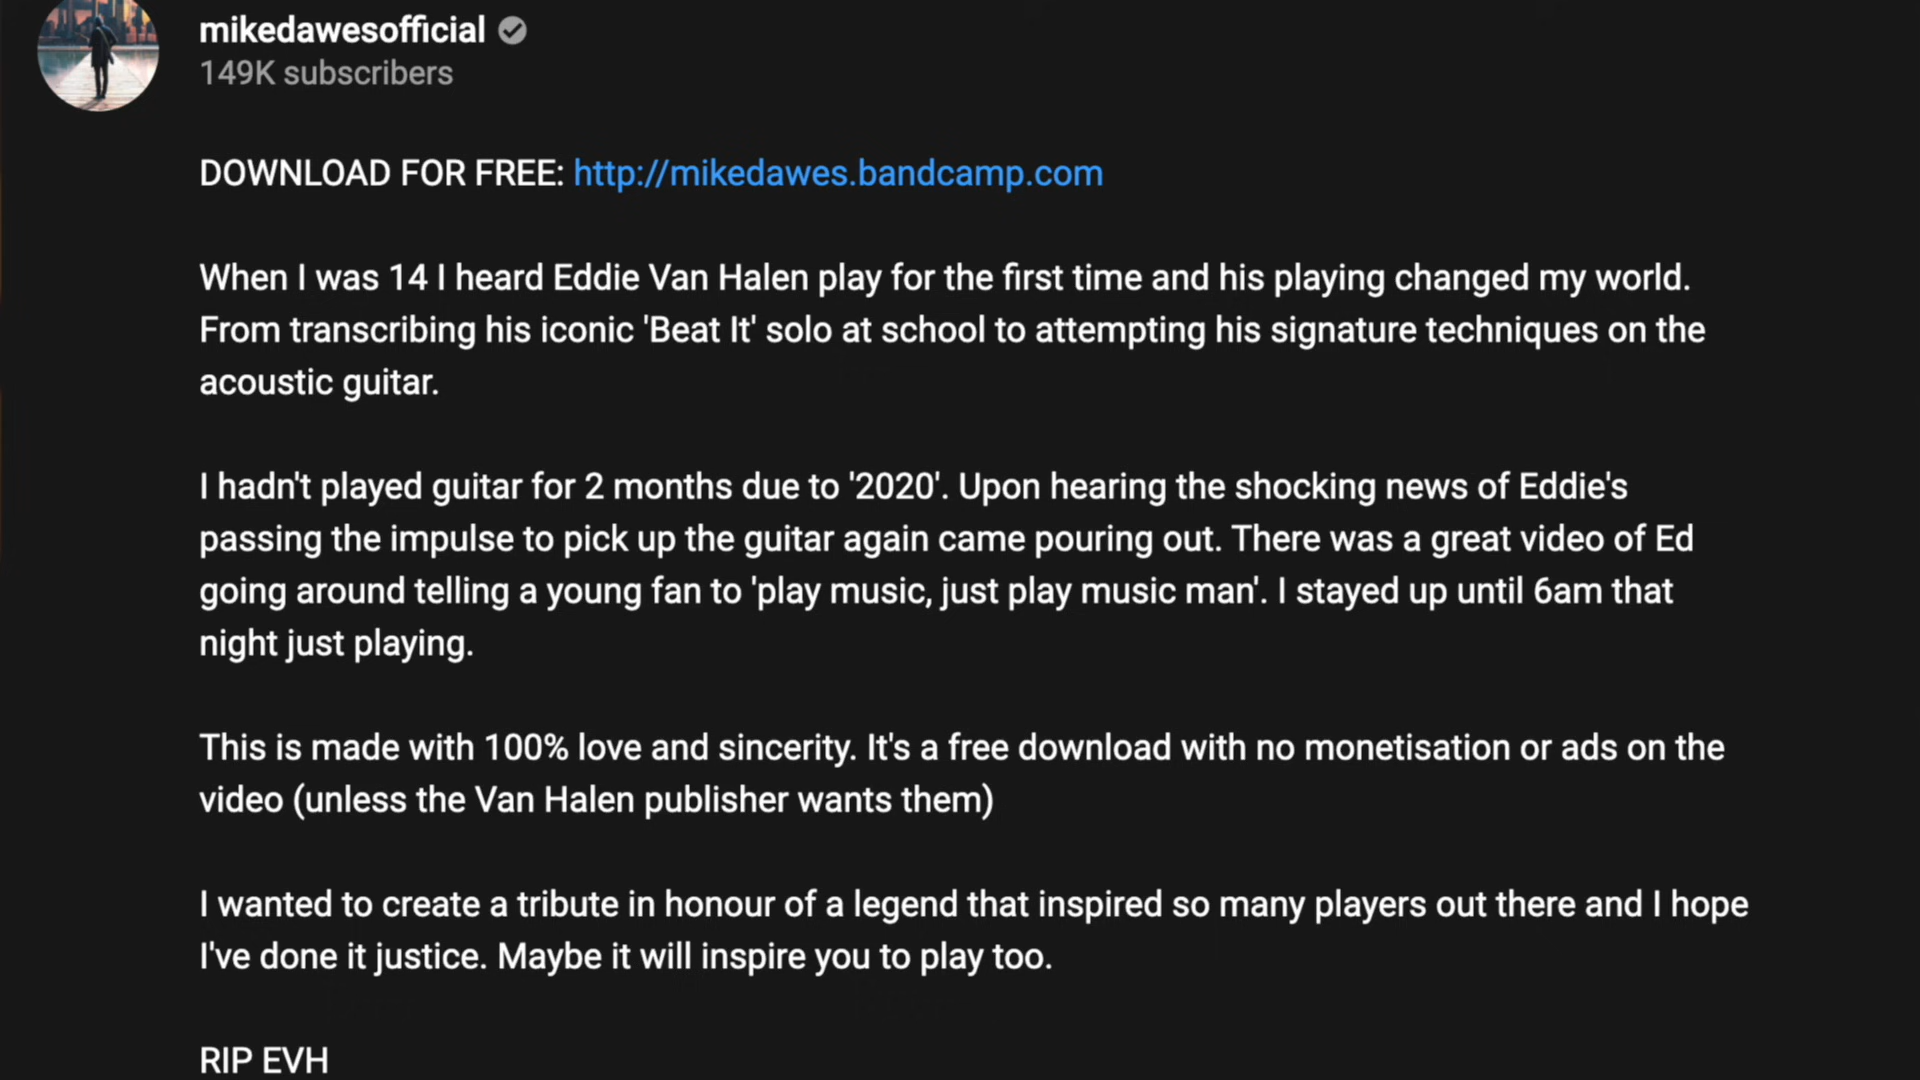 mikedawesofficial
149K subscribers
DOWNLOAD FOR FREE: http://mikedawes.bandcamp.com
When I was 14 I heard Eddie Van Halen play for the first time and his playing changed my world.
From transcribing his iconic 'Beat It' solo at school to attempting his signature techniques on the
acoustic guitar.
I hadn't played guitar for 2 months due to '2020'. Upon hearing the shocking news of Eddie's
passing the impulse to pick up the guitar again came pouring out. There was a great video of Ed
going around telling a young fan to 'play music, just play music man'. I stayed up until 6am that
night just playing.
This is made with 100% love and sincerity. It's a free download with no monetisation or ads on the
video (unless the Van Halen publisher wants them)
I wanted to create a tribute in honour of a legend that inspired so many players out there and I hope
I've done it justice. Maybe it will inspire you to play too.
RIP EVH